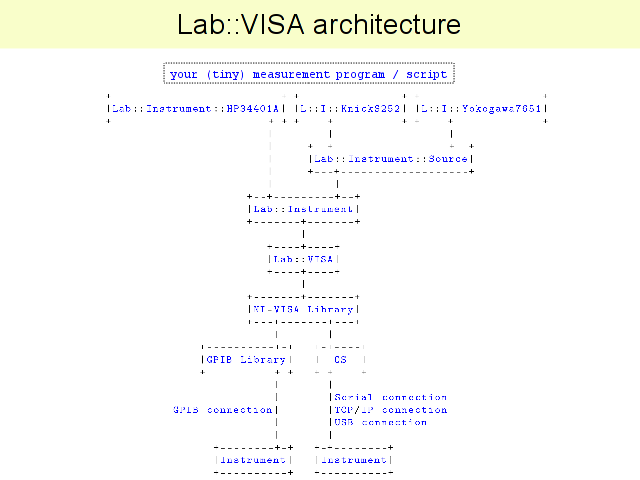 Lab::VISA architecture
your (tiny) measurement program / script
Lab::Instrument::HP34401A L::I::KnickS252 L::I::Yokogawa7651
Lab::Instrument::Source
Lab::Instrument
Lab::VISA
NI-VISA Library
GPIB Library OS
Serial connection
GPIB connection TCP/IP connection
USB connection
Instrument Instrument